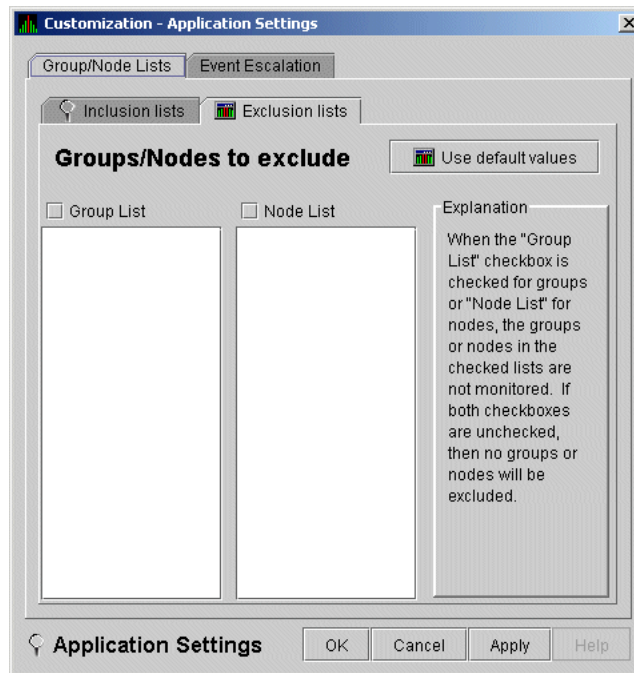 Customization - Application Settings
Group/Node Lists
Event Escalation
Inclusion lists
Exclusion lists
Groups/Nodes to exclude
Use default values
Group List
Node List
Explanation
When the "Group
List" checkbox is
checked for groups
or "Node List" for
nodes, the groups
or nodes in the
checked lists are
not monitored. If
both checkboxes
are unchecked,
then no groups or
nodes will be
excluded.
Application Settings
OK
Cancel
Apply
Help